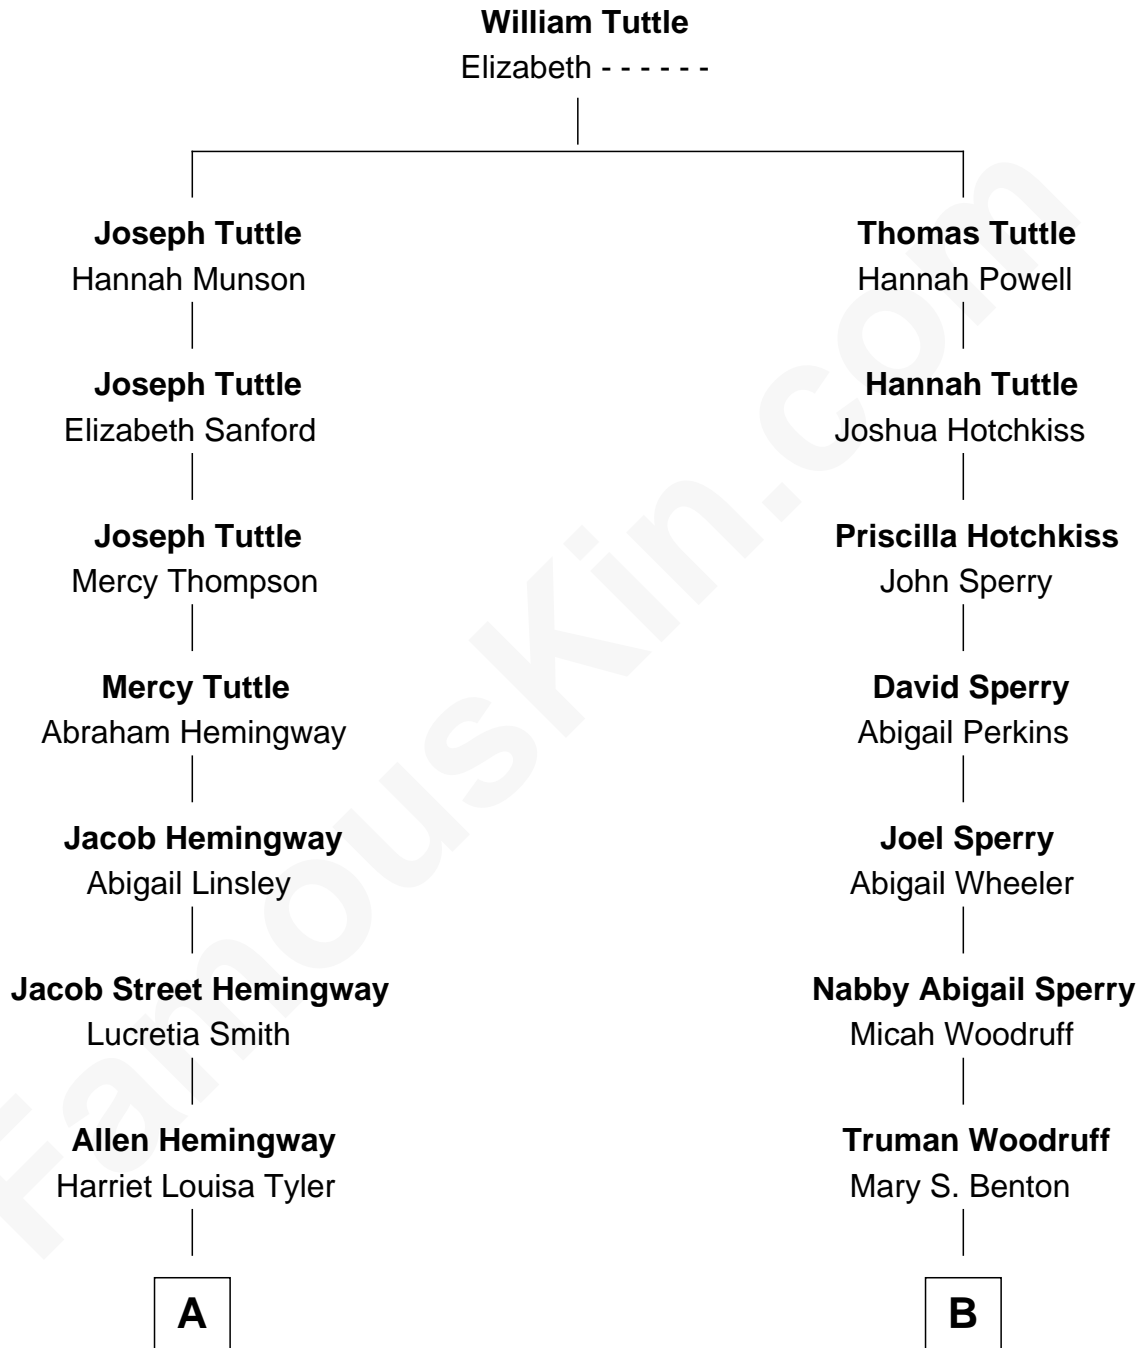 William Tuttle
Elizabeth - - - - - -
Joseph Tuttle
Hannah Munson
Thomas Tuttle
Hannah Powell
Joseph Tuttle
Elizabeth Sanford
Hannah Tuttle
Joshua Hotchkiss
Joseph Tuttle
Mercy Thompson
Priscilla Hotchkiss
John Sperry
Mercy Tuttle
Abraham Hemingway
David Sperry
Abigail Perkins
Jacob Hemingway
Abigail Linsley
Joel Sperry
Abigail Wheeler
Jacob Street Hemingway
Lucretia Smith
Nabby Abigail Sperry
Micah Woodruff
Allen Hemingway
Harriet Louisa Tyler
Truman Woodruff
Mary S. Benton
A
B
FamousKin.com